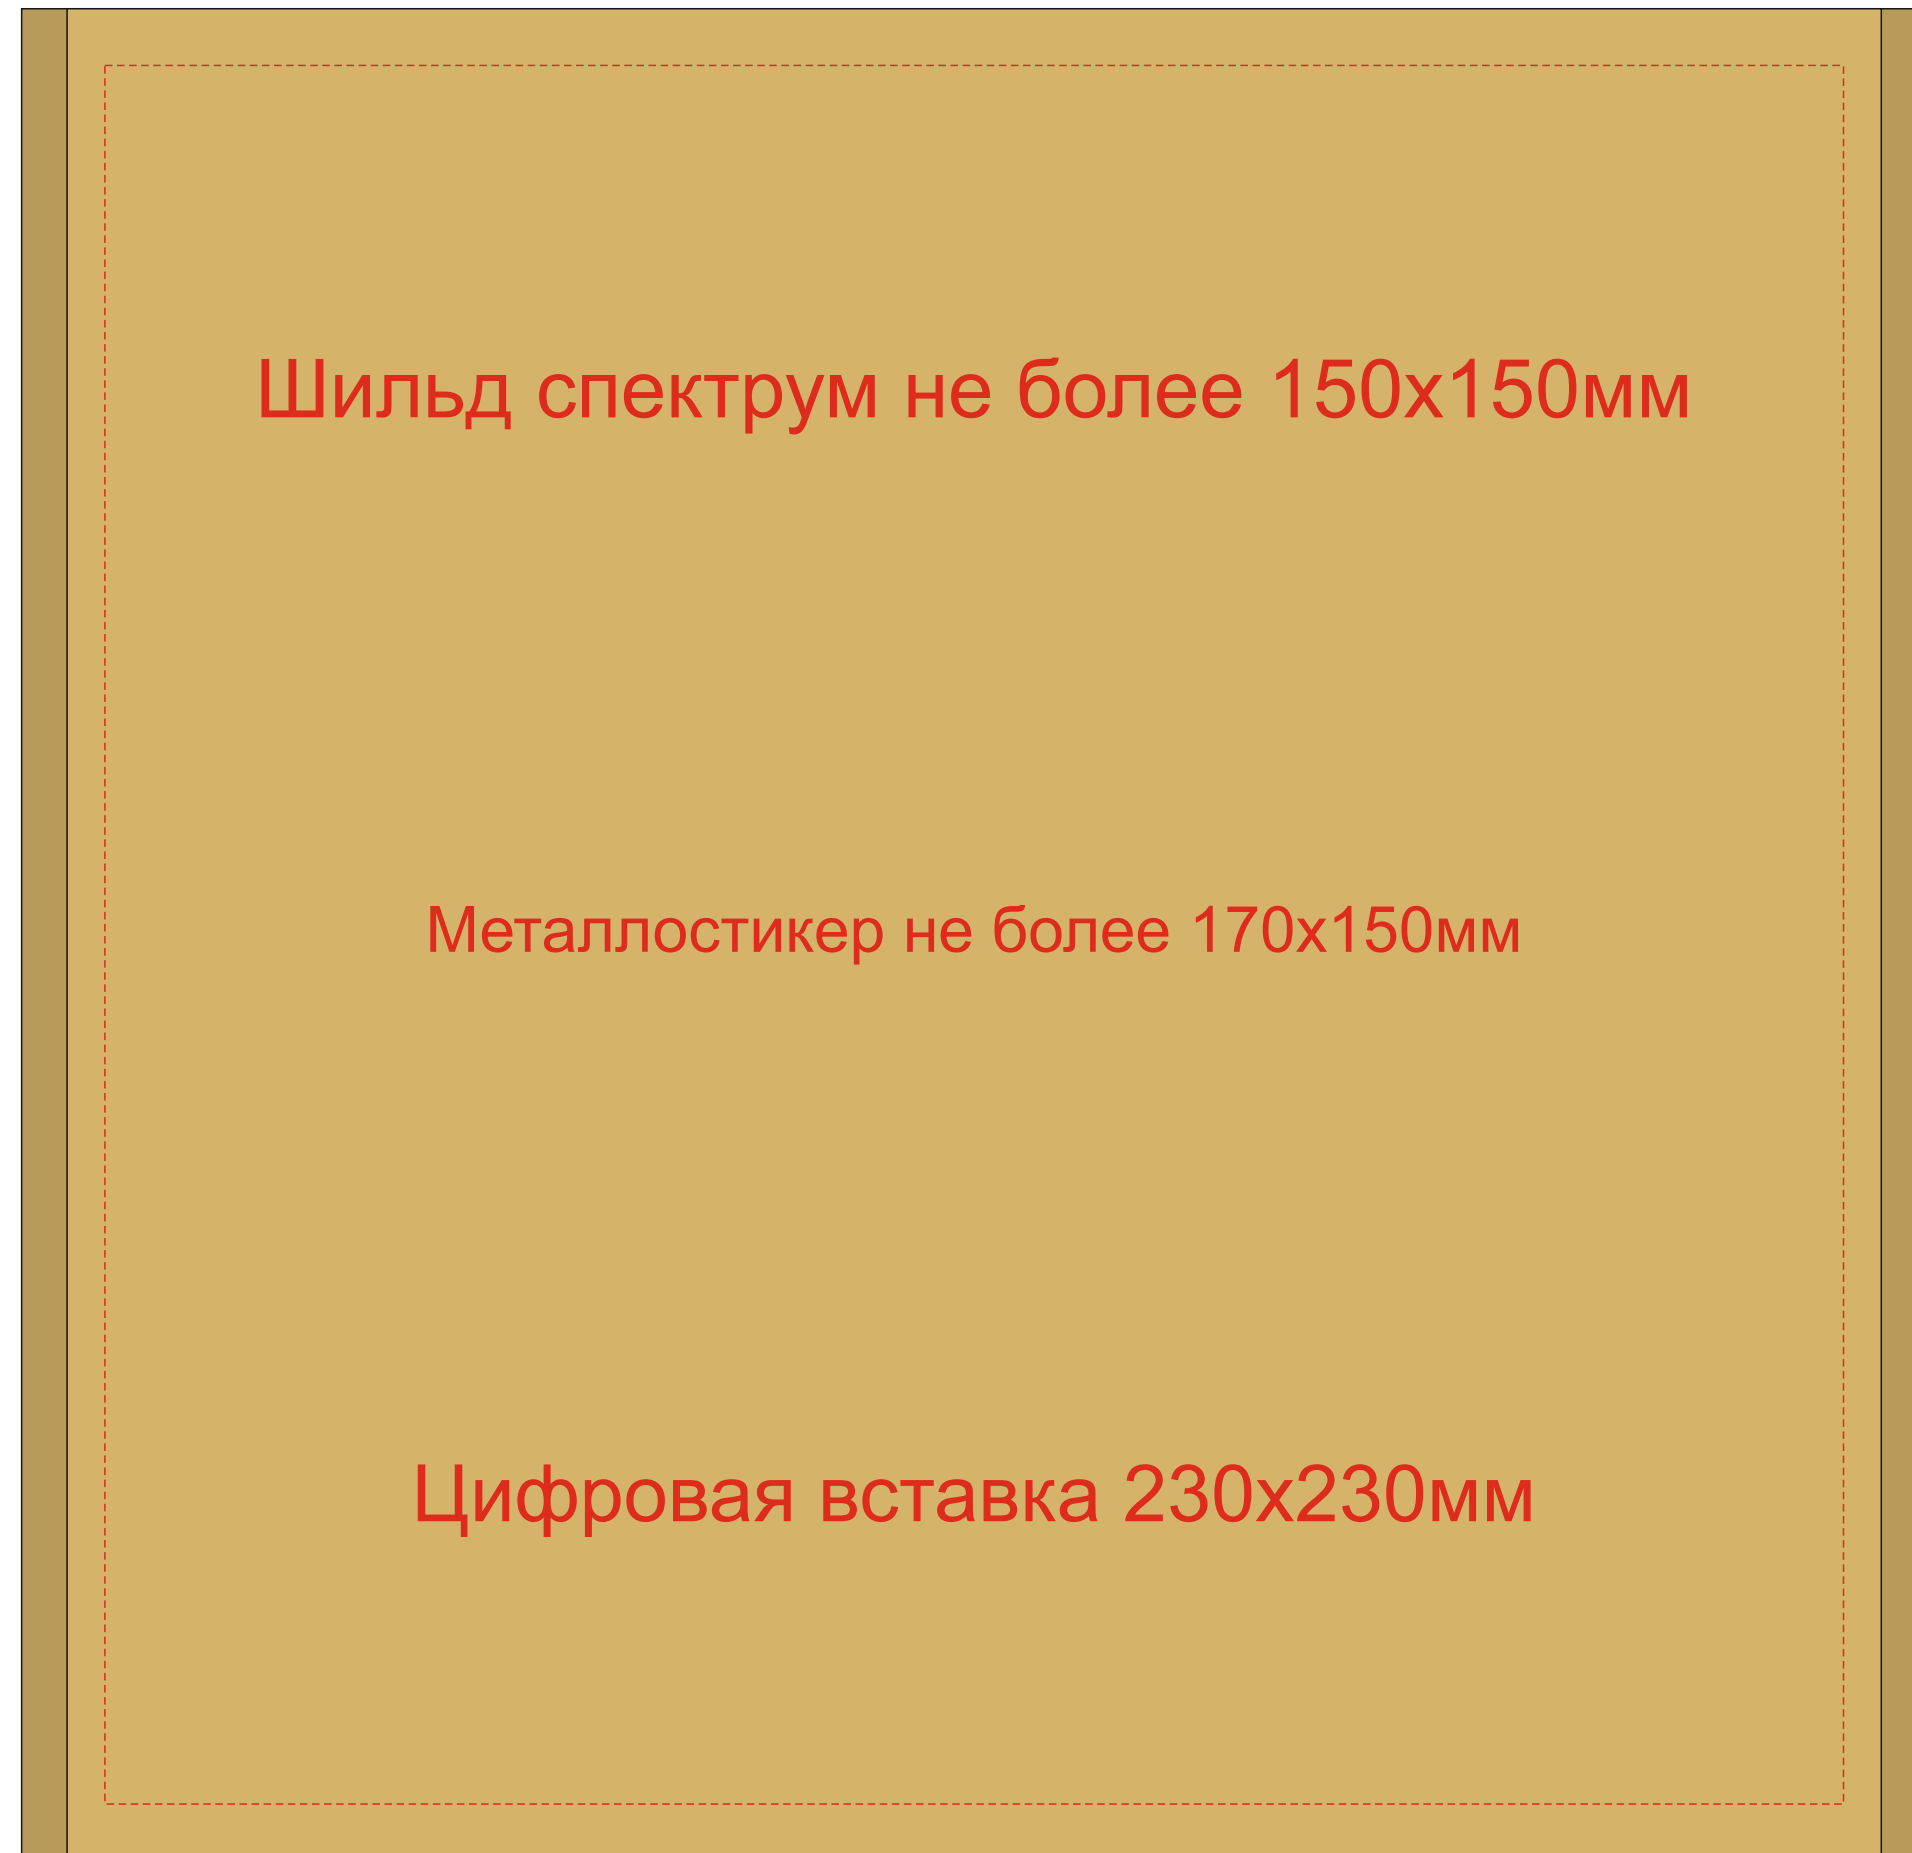 Шильд спектрум не более 150х150мм
Металлостикер не более 170х150мм
Цифровая вставка 230х230мм